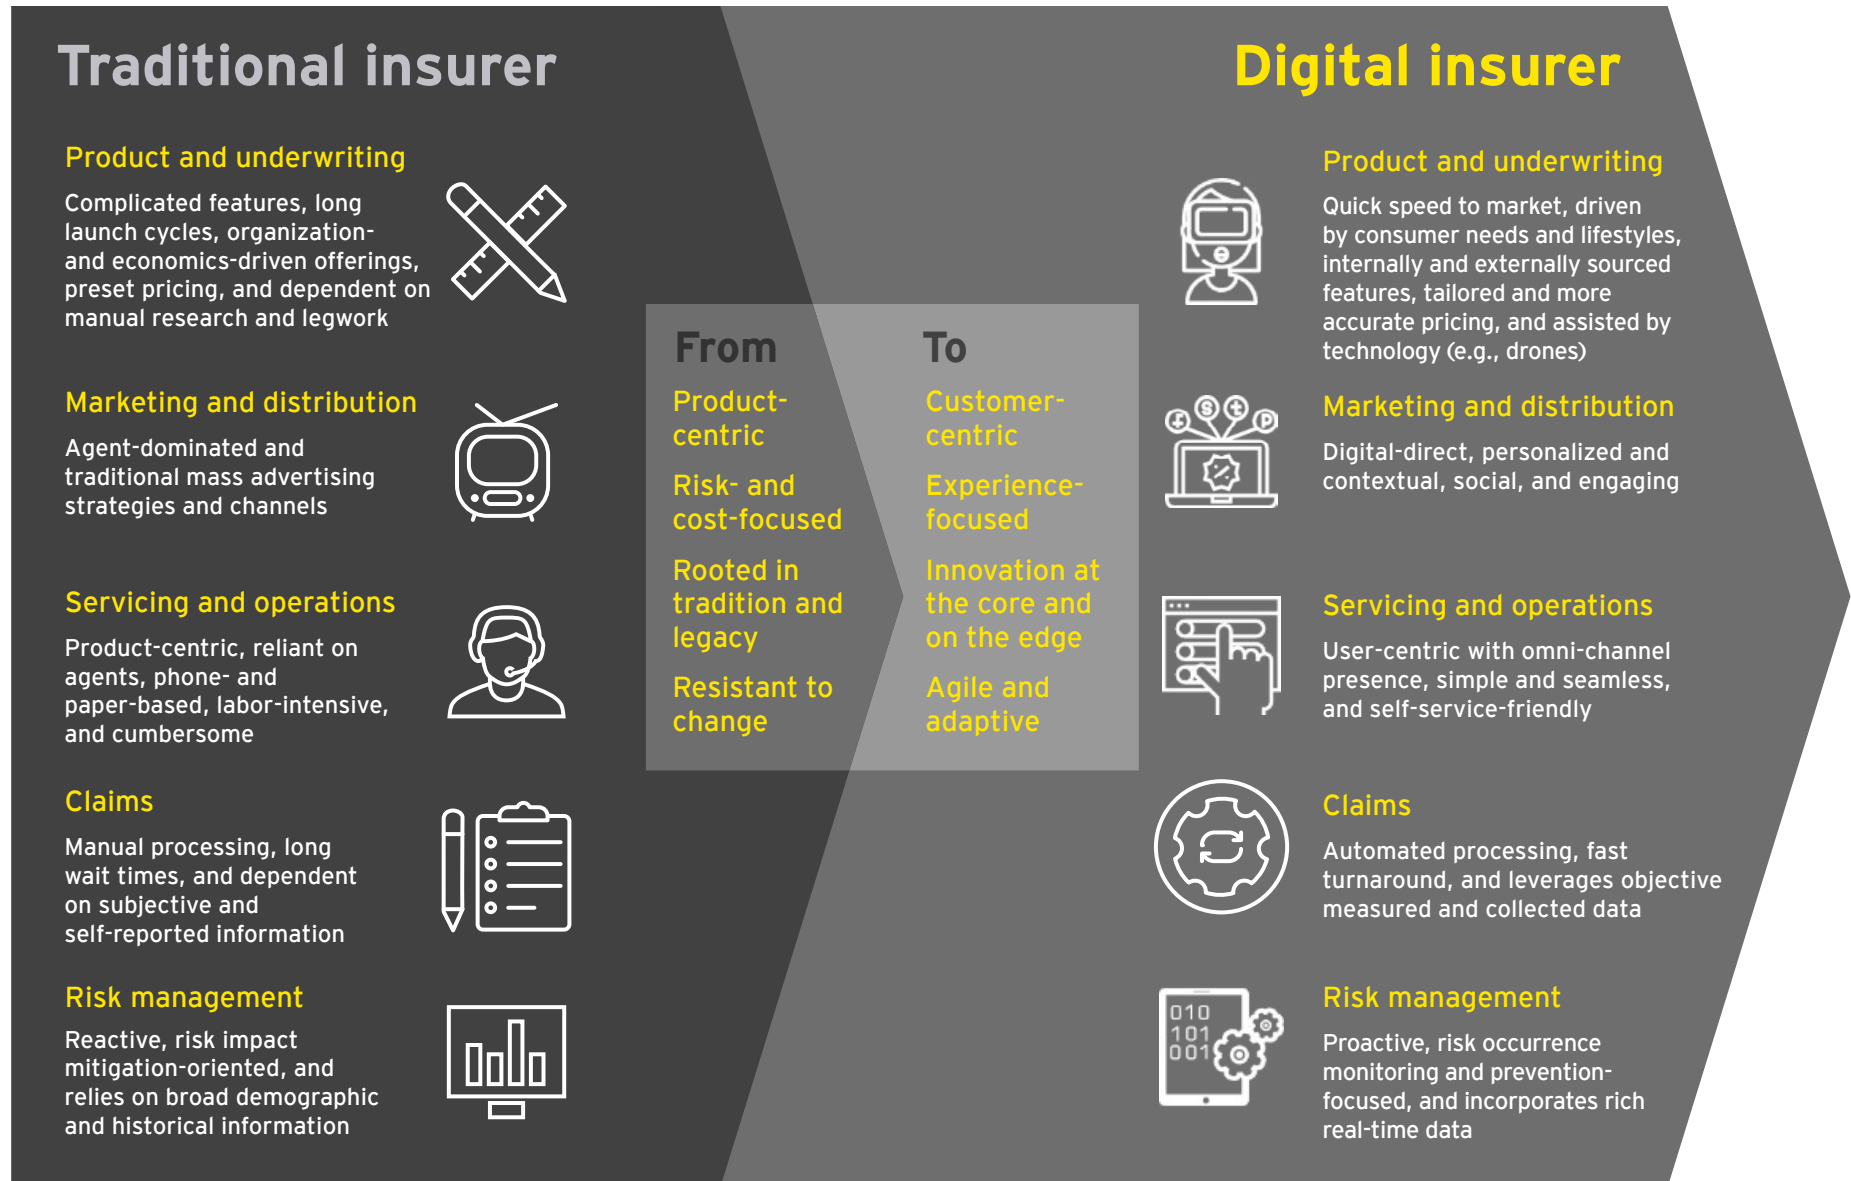 Traditional insurer
Product and underwriting
Complicated features, long
launch cycles, organization-
and economics-driven offerings,
preset pricing, and dependent on
manual research and legwork
Marketing and distribution
Agent-dominated and
traditional mass advertising
strategies and channels
Servicing and operations
Product-centric, reliant on
agents, phone- and
paper-based, labor-intensive,
and cumbersome
Claims
Manual processing, long
wait times, and dependent
on subjective and
self-reported information
Risk management
Reactive, risk impact
mitigation-oriented, and
relies on broad demographic
and historical information
From
Product-
centric
Risk- and
cost-focused
Rooted in
tradition and
legacy
Resistant to
change
To
Customer-
centric
Experience-
focused
Innovation at
the core and
on the edge
Agile and
adaptive
Digital insurer
Product and underwriting
Quick speed to market, driven
by consumer needs and lifestyles,
internally and externally sourced
features, tailored and more
accurate pricing, and assisted by
technology (e.g., drones)
f s t p
%
Marketing and distribution
Digital-direct, personalized and
contextual, social, and engaging
Servicing and operations
User-centric with omni-channel
presence, simple and seamless,
and self-service-friendly
Claims
Automated processing, fast
turnaround, and leverages objective
measured and collected data
010
101
001
Risk management
Proactive, risk occurrence
monitoring and prevention-
focused, and incorporates rich
real-time data